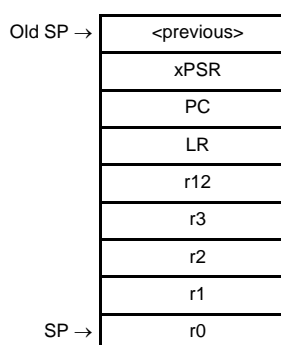 Old SP → <previous>
xPSR
PC
LR
r12
r3
r2
r1
SP → r0